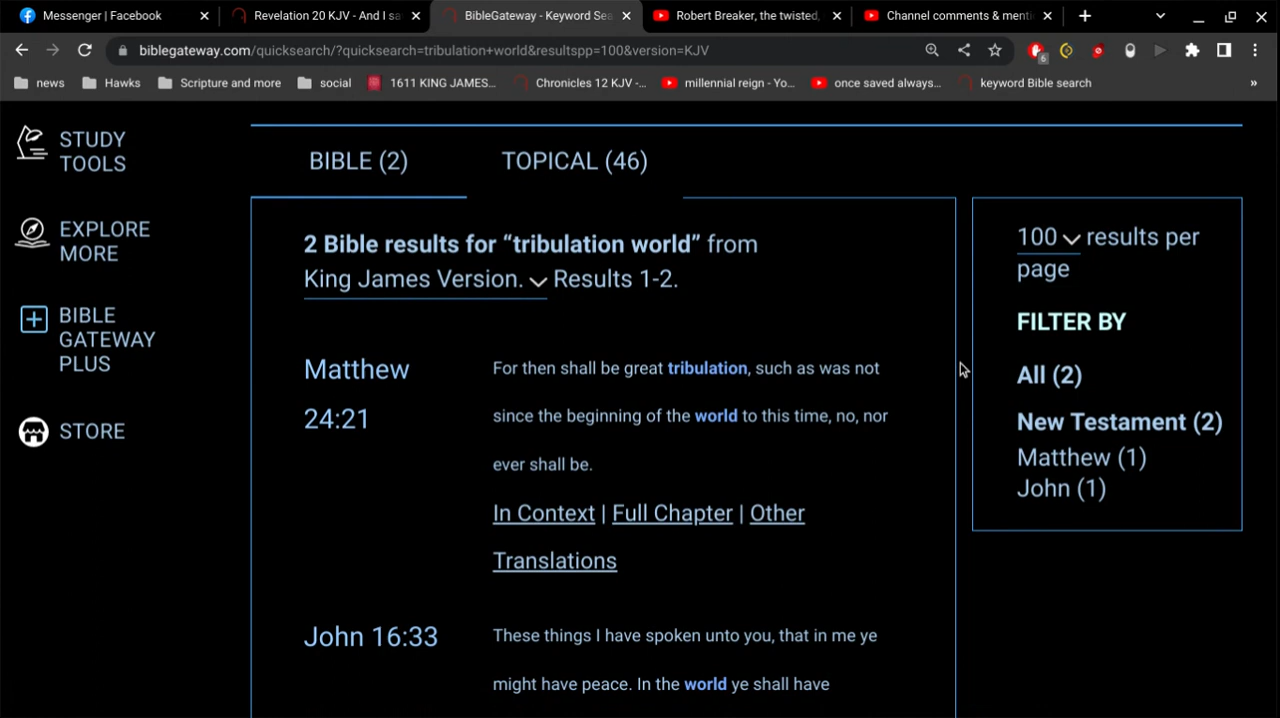 Messenger | Facebook
Revelation 20 KJV - And I sa
BibleGateway - Keyword Sea
Robert Breaker, the twisted,
Channel comments & menti
biblegateway.com/quicksearch/?quicksearch=tribulation+world&resultspp=100&version=KJV
6
news
Hawks
Scripture and more
social
1611 KING JAMES...
Chronicles 12 KJV -...
millennial reign - Yo...
once saved always...
keyword Bible search
»
STUDY
TOOLS
EXPLORE
MORE
BIBLE
GATEWAY
PLUS
STORE
BIBLE (2)
TOPICAL (46)
2 Bible results for “tribulation world” from
King James Version. Results 1-2.
Matthew
24:21
For then shall be great tribulation, such as was not
since the beginning of the world to this time, no, nor
ever shall be.
In Context | Full Chapter | Other
Translations
John 16:33
These things I have spoken unto you, that in me ye
might have peace. In the world ye shall have
100 results per
page
FILTER BY
All (2)
New Testament (2)
Matthew (1)
John (1)